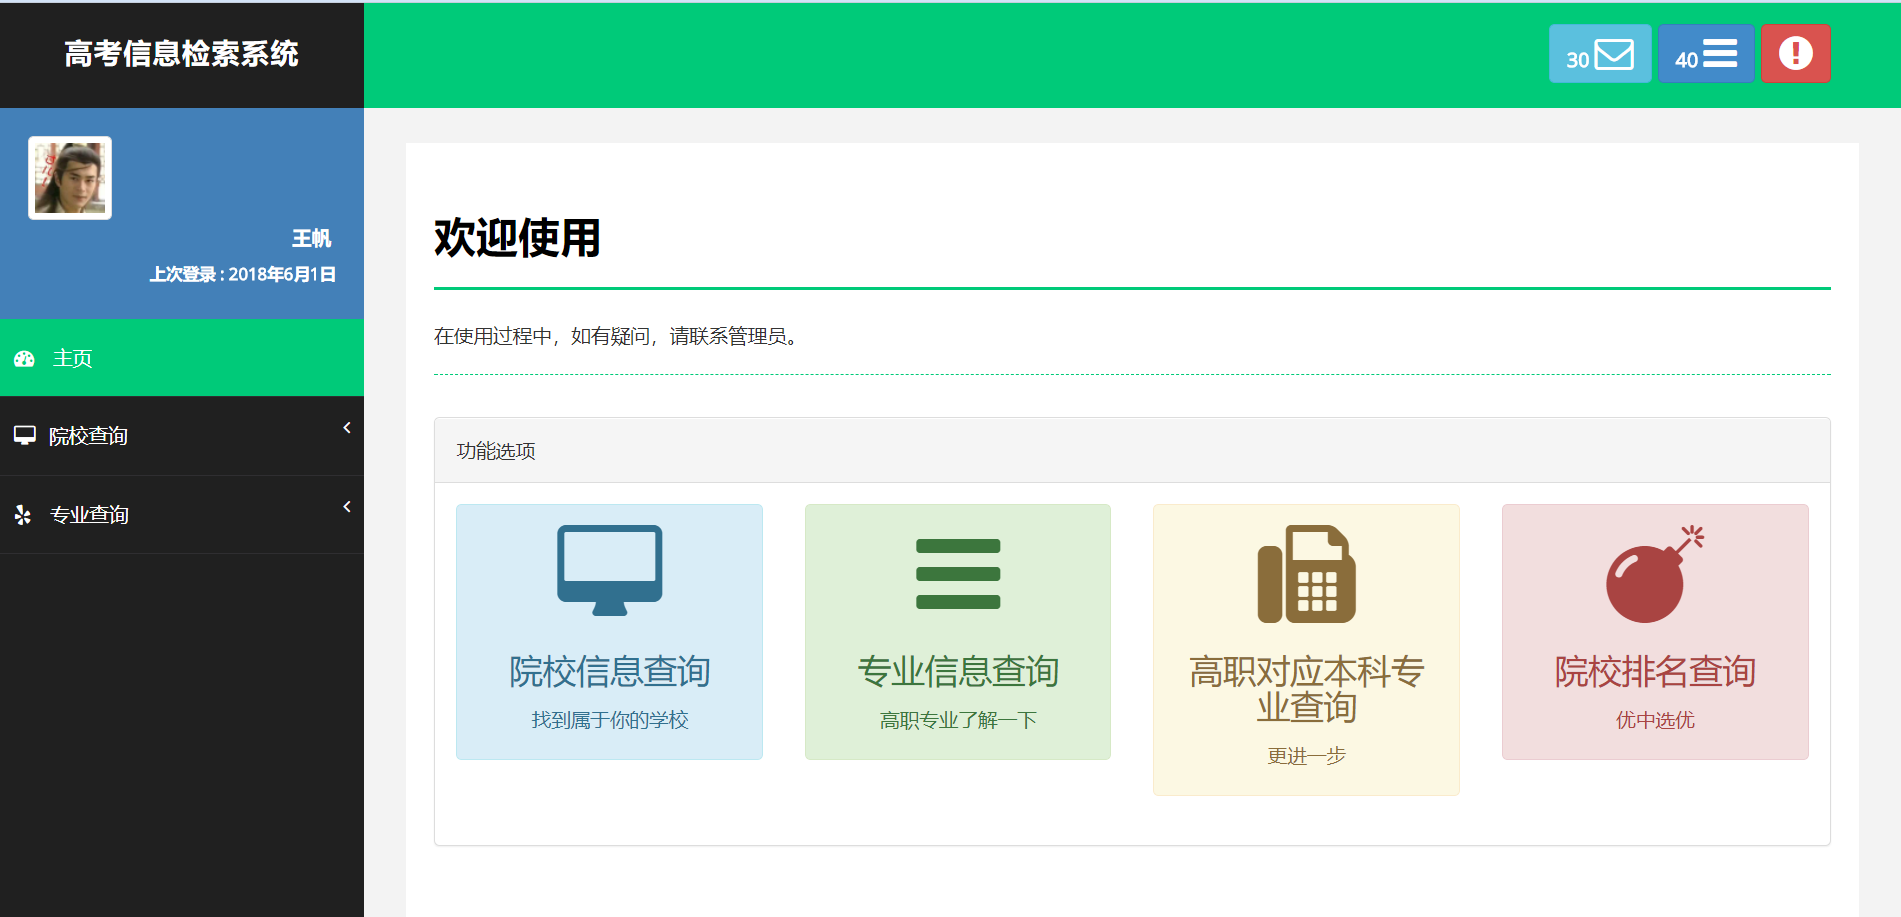 高考信息检索系统
30
40
王帆
上次登录 : 2018年6月1日
主页
院校查询
专业查询
欢迎使用
在使用过程中，如有疑问，请联系管理员。
功能选项
院校信息查询
找到属于你的学校
专业信息查询
高职专业了解一下
高职对应本科专
业查询
更进一步
院校排名查询
优中选优